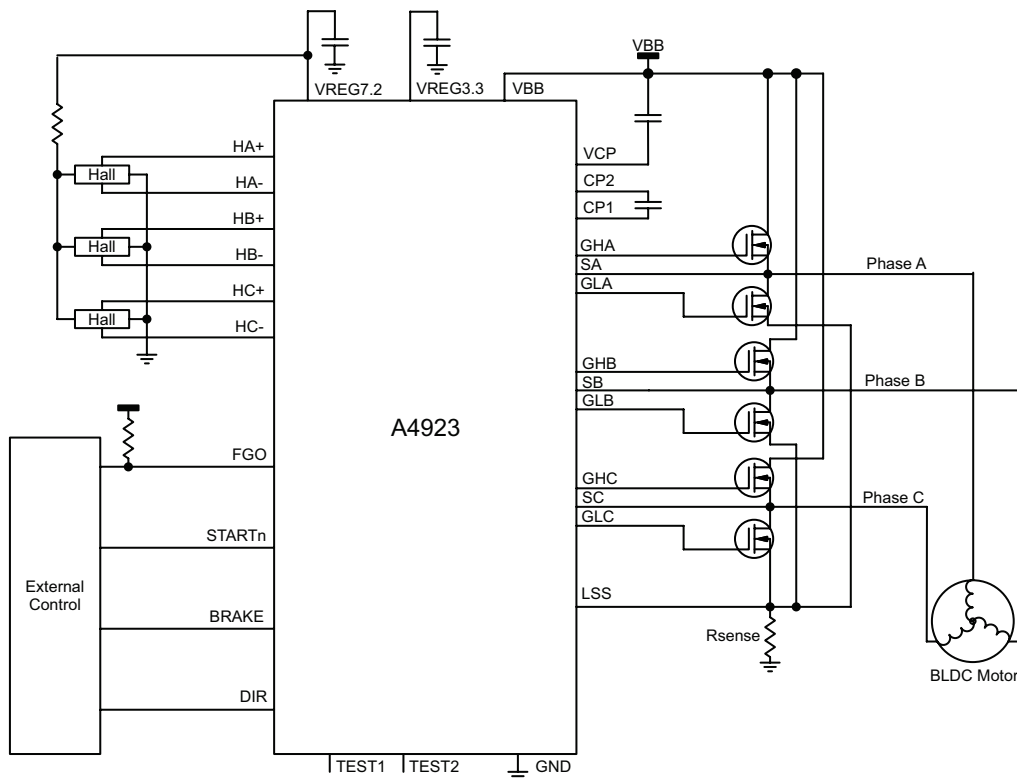 VBB
VREG7.2
VREG3.3
VBB
HA+
Hall
HA-
HB+
Hall
HB-
HC+
Hall
HC-
VCP
CP2
CP1
GHA
SA
GLA
Phase A
GHB
SB
GLB
Phase B
A4923
GHC
SC
GLC
Phase C
FGO
STARTn
External
Control
BRAKE
DIR
LSS
Rsense
BLDC Motor
TEST1
TEST2
GND